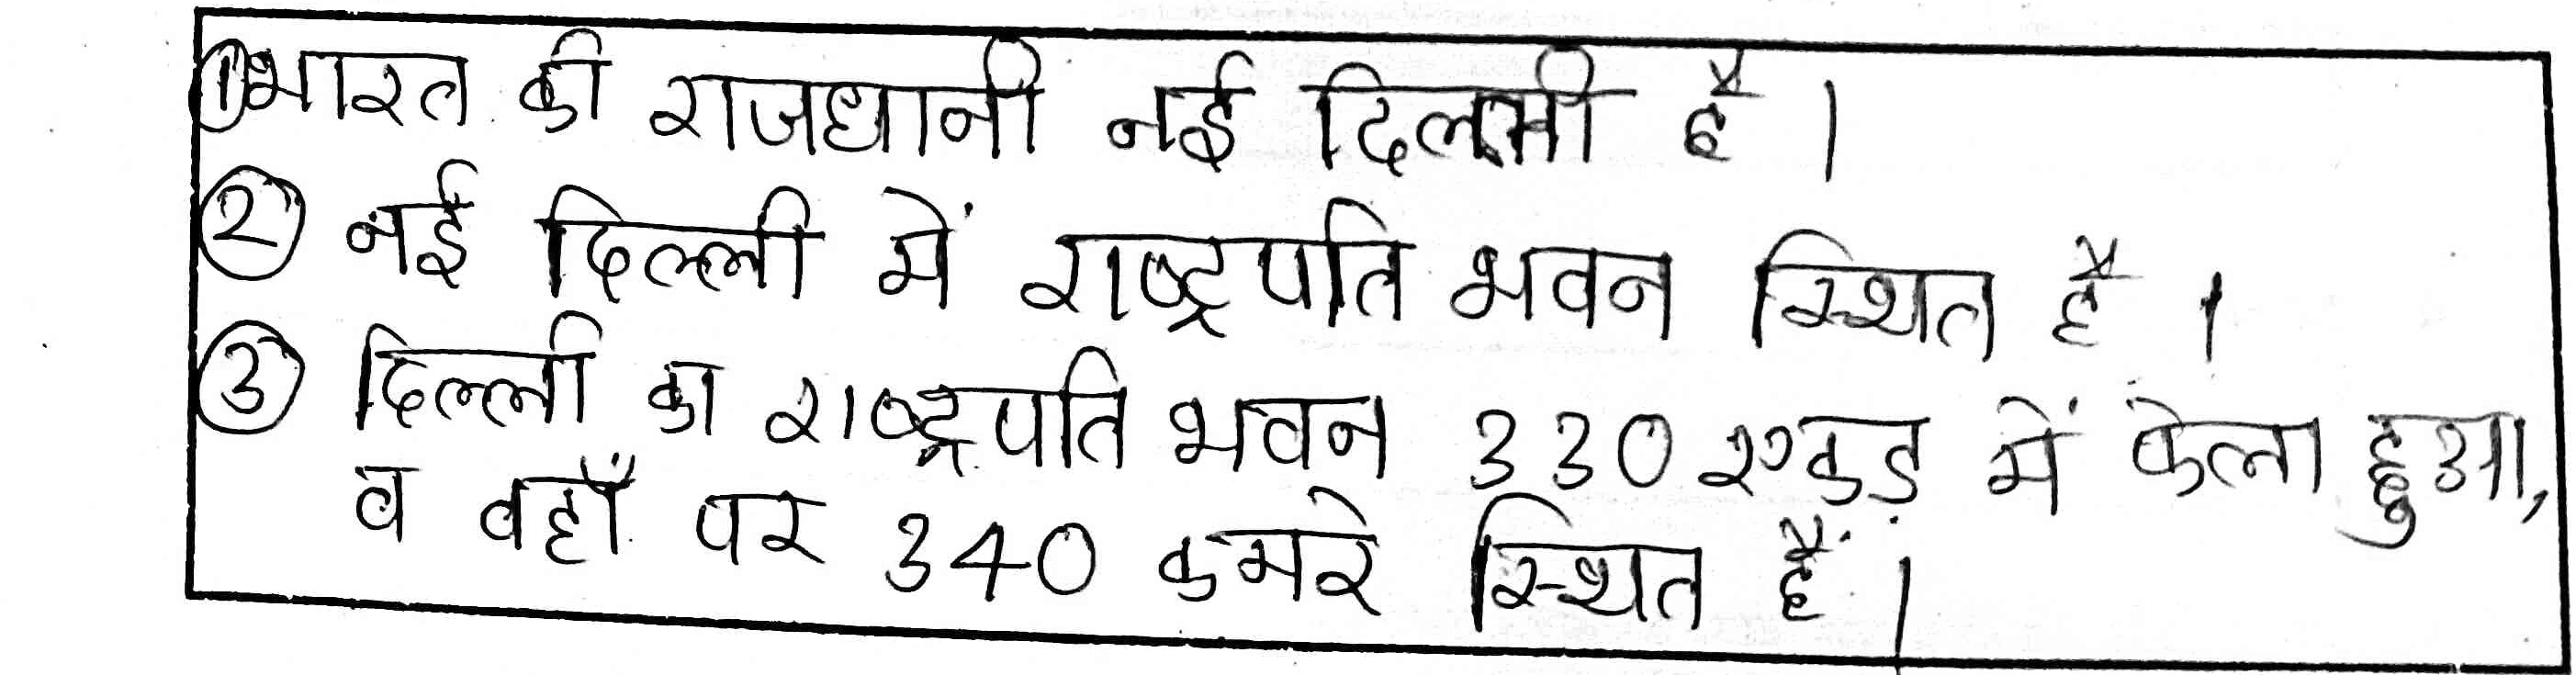 ① भारत की राजधानी नई दिल्ली है।
② नई दिल्ली में राष्ट्रपति भवन स्थित है।
③ दिल्ली का राष्ट्रपति भवन 330 एकड़ में फेला हुआ,
व वहाँ पर 340 कमरे स्थित हैं।